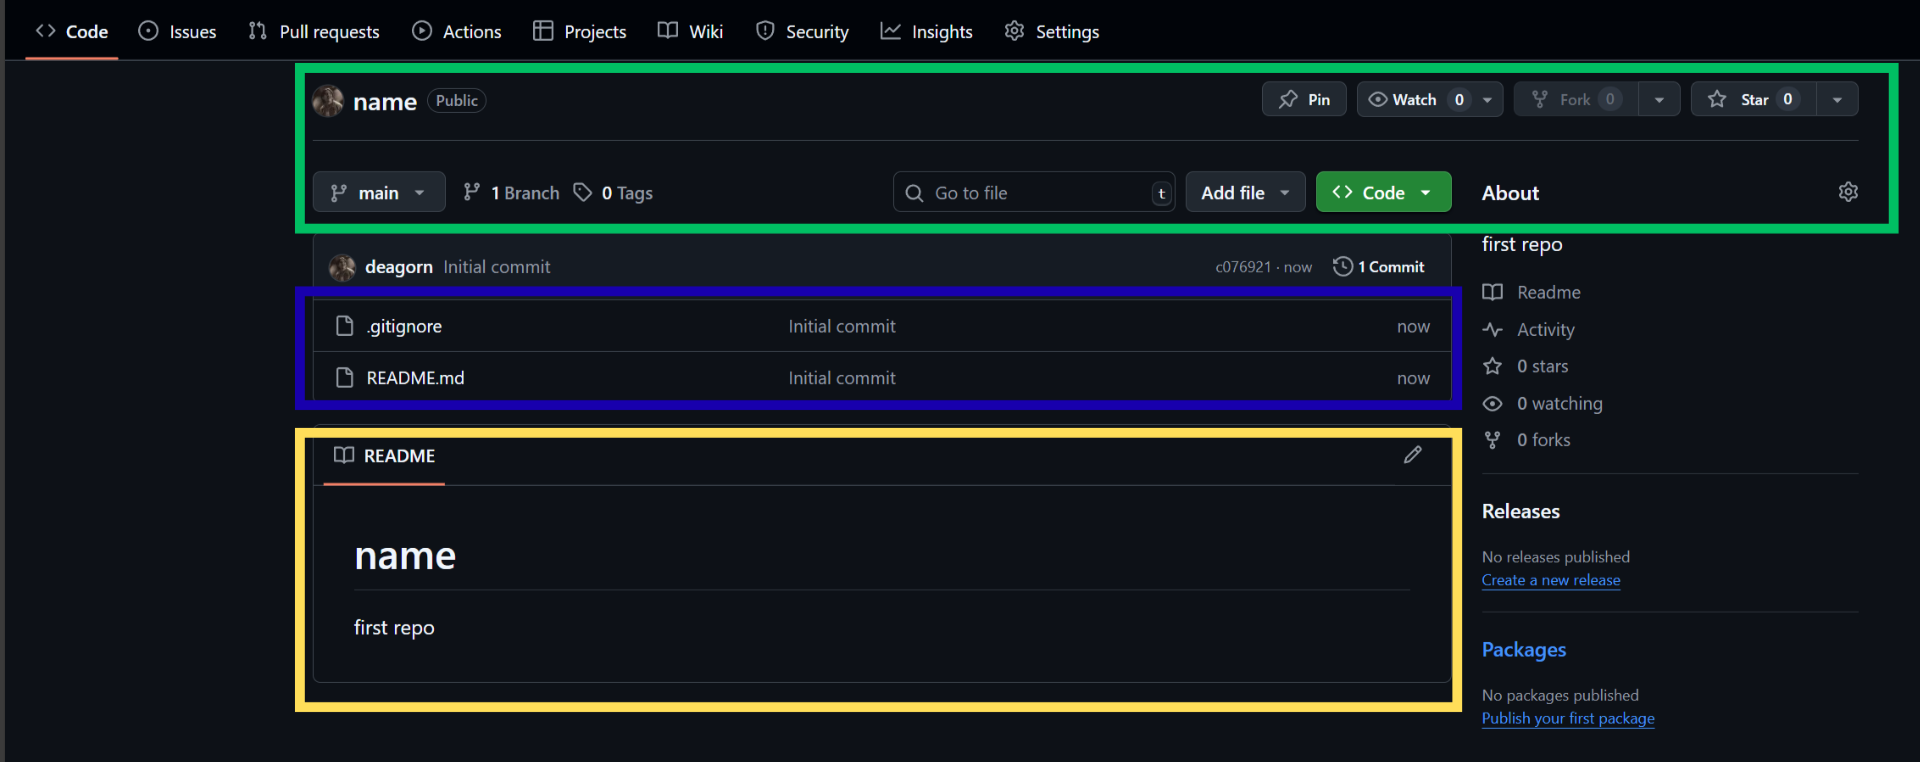 Code Issues Pull requests Actions Projects Wiki Security Insights Settings
name Public Pin Watch 0 Fork 0 Star 0
main 1 Branch 0 Tags Go to file t Add file Code
deagorn Initial commit c076921 · now 1 Commit
.gitignore Initial commit now
README.md Initial commit now
README
name
first repo
About
first repo
Readme
Activity
0 stars
0 watching
0 forks
Releases
No releases published
Create a new release
Packages
No packages published
Publish your first package